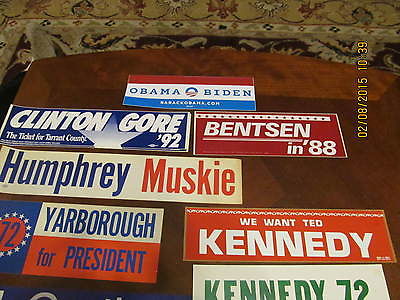 OBAMA BIDEN
BARACKOBAMA.COM
CLINTON GORE
The Ticket for Tarrant County. '92
BENTSEN
in '88
Humphrey Muskie
72 YARBOROUGH
for PRESIDENT
WE WANT TED
KENNEDY
KENNEDY 72
02/08/2015 10:39